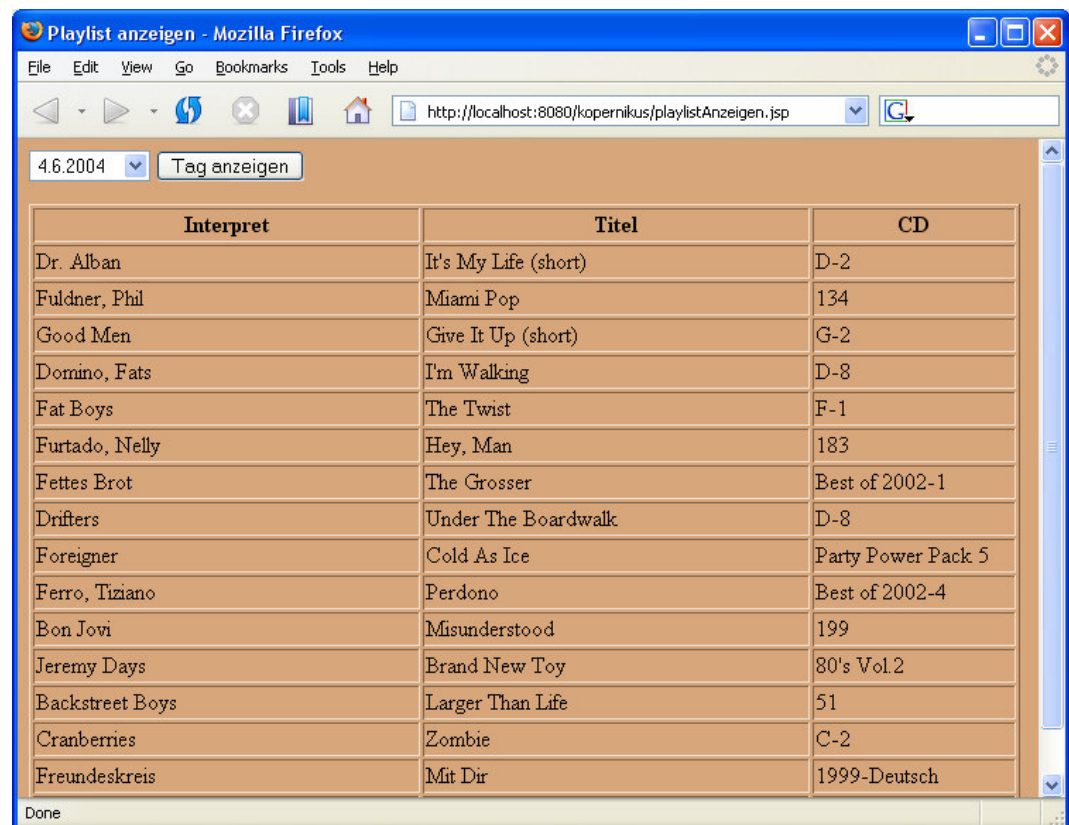 Playlist anzeigen - Mozilla Firefox
File Edit View Go Bookmarks Tools Help
http://localhost:8080/kopernikus/playlistAnzeigen.jsp G
4.6.2004 Tag anzeigen
Interpret Titel CD
Dr. Alban It's My Life (short) D-2
Fuldner, Phil Miami Pop 134
Good Men Give It Up (short) G-2
Domino, Fats I'm Walking D-8
Fat Boys The Twist F-1
Furtado, Nelly Hey, Man 183
Fettes Brot The Grosser Best of 2002-1
Drifters Under The Boardwalk D-8
Foreigner Cold As Ice Party Power Pack 5
Ferro, Tiziano Perdono Best of 2002-4
Bon Jovi Misunderstood 199
Jeremy Days Brand New Toy 80's Vol.2
Backstreet Boys Larger Than Life 51
Cranberries Zombie C-2
Freundeskreis Mit Dir 1999-Deutsch
Done